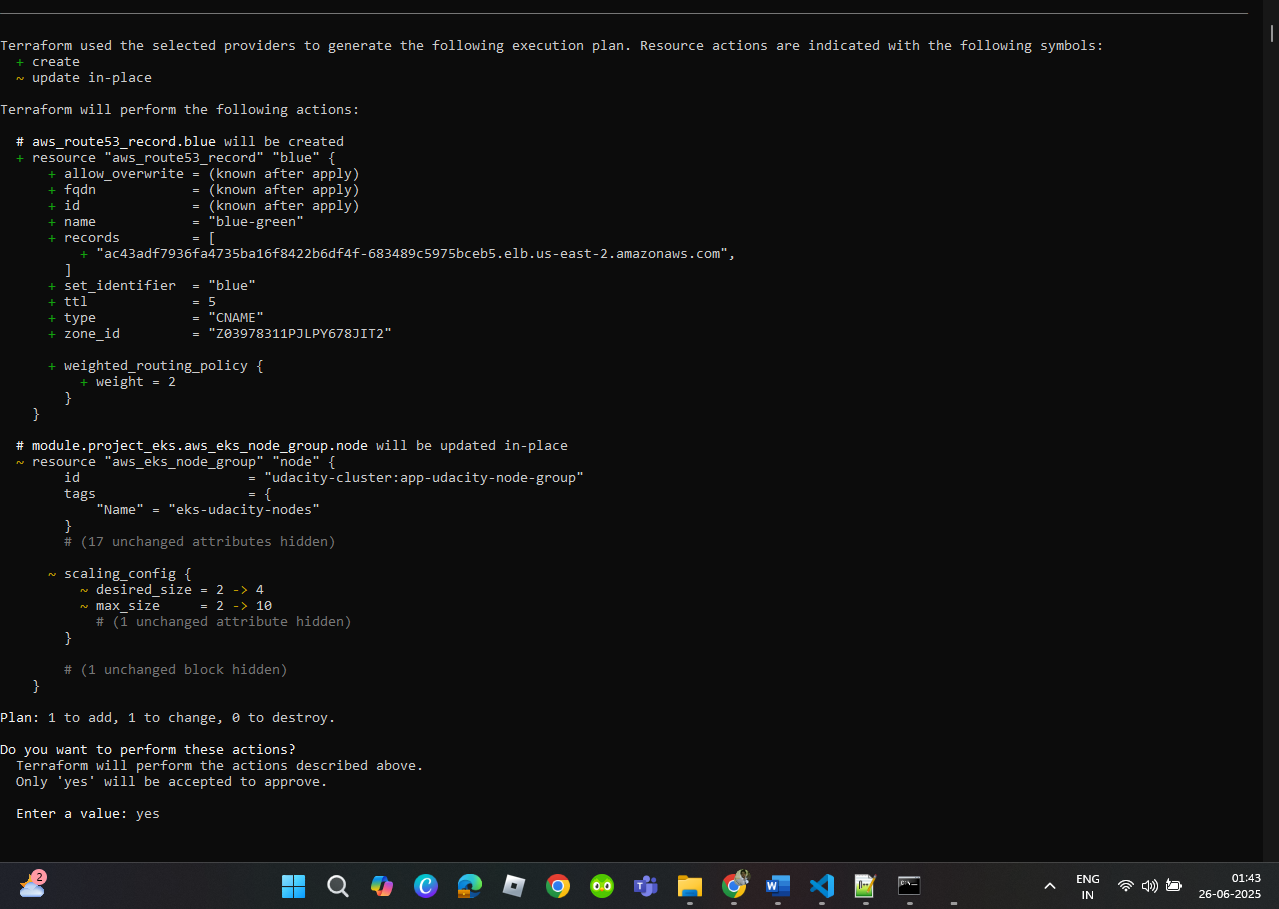 Terraform used the selected providers to generate the following execution plan. Resource actions are indicated with the following symbols:
  + create
  ~ update in-place

Terraform will perform the following actions:

  # aws_route53_record.blue will be created
  + resource "aws_route53_record" "blue" {
      + allow_overwrite = (known after apply)
      + fqdn            = (known after apply)
      + id              = (known after apply)
      + name            = "blue-green"
      + records         = [
          + "ac43adf7936fa4735ba16f8422b6df4f-683489c5975bceb5.elb.us-east-2.amazonaws.com",
        ]
      + set_identifier  = "blue"
      + ttl             = 5
      + type            = "CNAME"
      + zone_id         = "Z03978311PJLPY678JIT2"

      + weighted_routing_policy {
          + weight = 2
        }
    }

  # module.project_eks.aws_eks_node_group.node will be updated in-place
  ~ resource "aws_eks_node_group" "node" {
        id                     = "udacity-cluster:app-udacity-node-group"
        tags                   = {
            "Name" = "eks-udacity-nodes"
        }
        # (17 unchanged attributes hidden)

      ~ scaling_config {
          ~ desired_size = 2 -> 4
          ~ max_size     = 2 -> 10
            # (1 unchanged attribute hidden)
        }

        # (1 unchanged block hidden)
    }

Plan: 1 to add, 1 to change, 0 to destroy.

Do you want to perform these actions?
  Terraform will perform the actions described above.
  Only 'yes' will be accepted to approve.

  Enter a value: yes

2
ENG
IN
01:43
26-06-2025